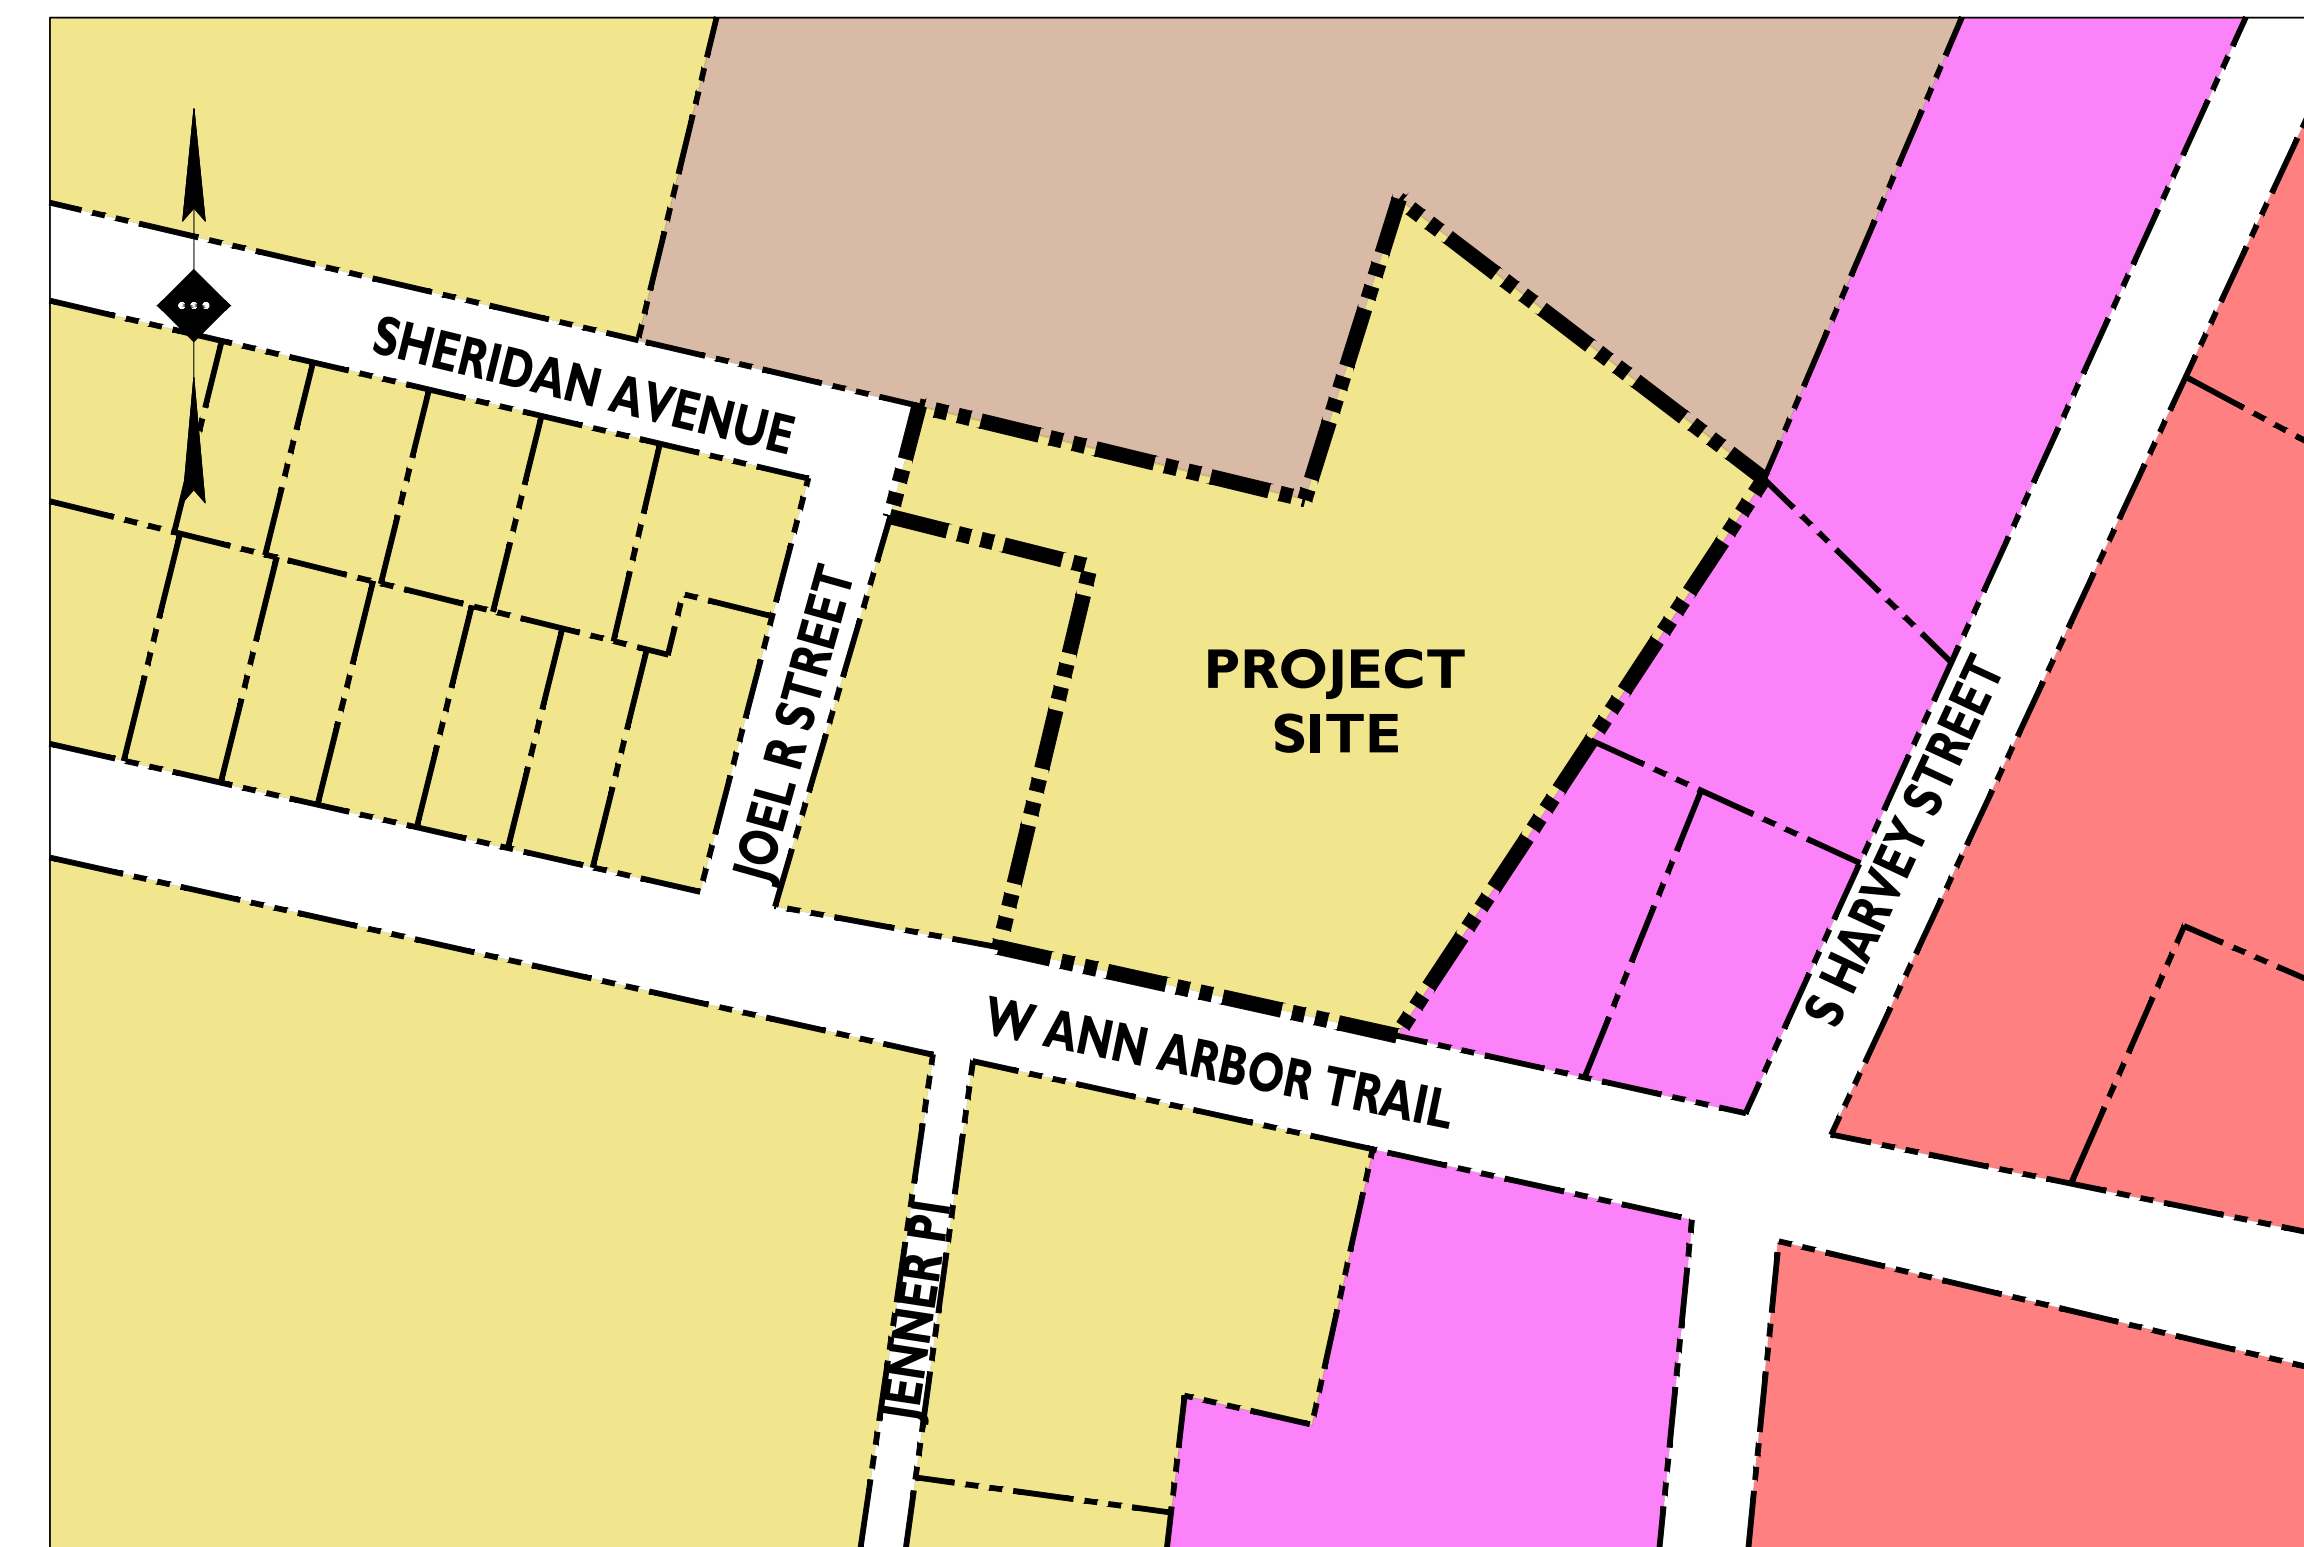 SHERIDAN AVENUE
JOEL R STREET
PROJECT
SITE
S HARVEY STREET
W ANN ARBOR TRAIL
JENNER Pl